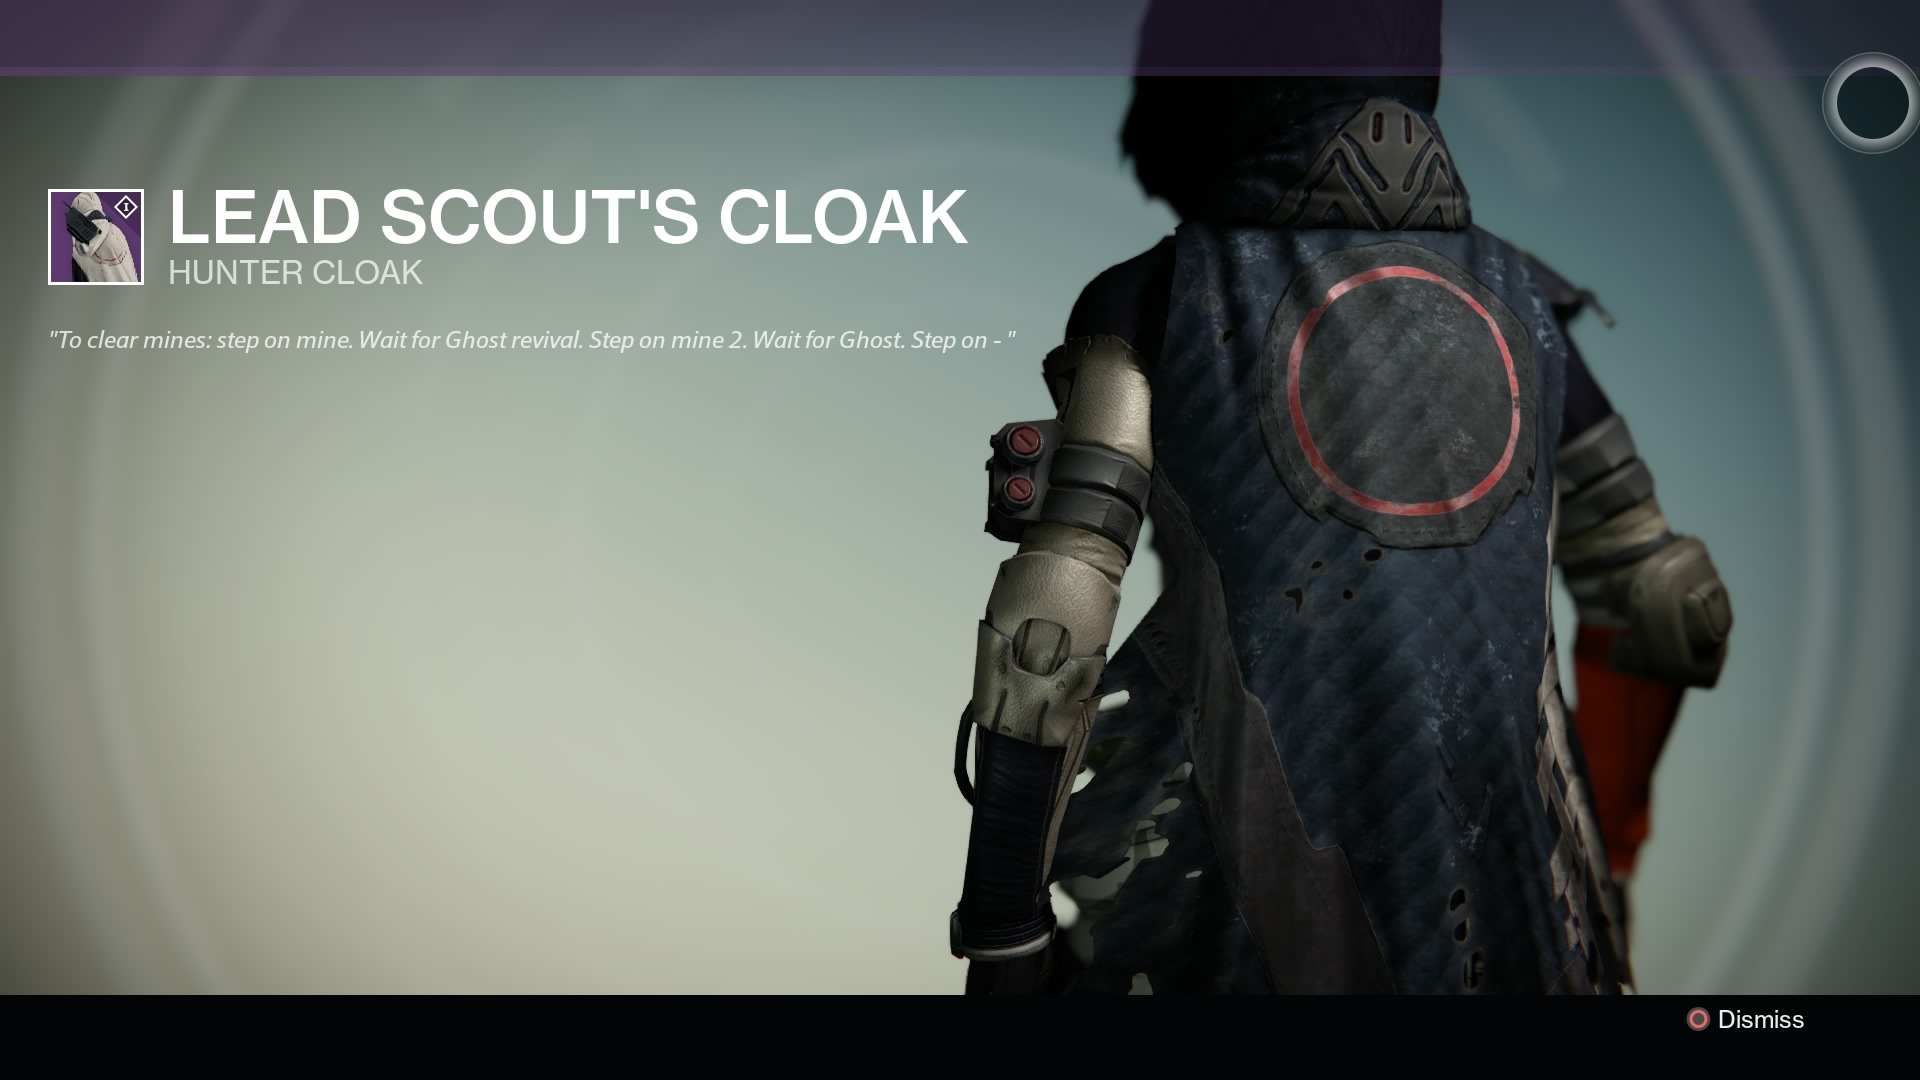 LEAD SCOUT'S CLOAK
HUNTER CLOAK
"To clear mines: step on mine. Wait for Ghost revival. Step on mine 2. Wait for Ghost. Step on - "
Dismiss